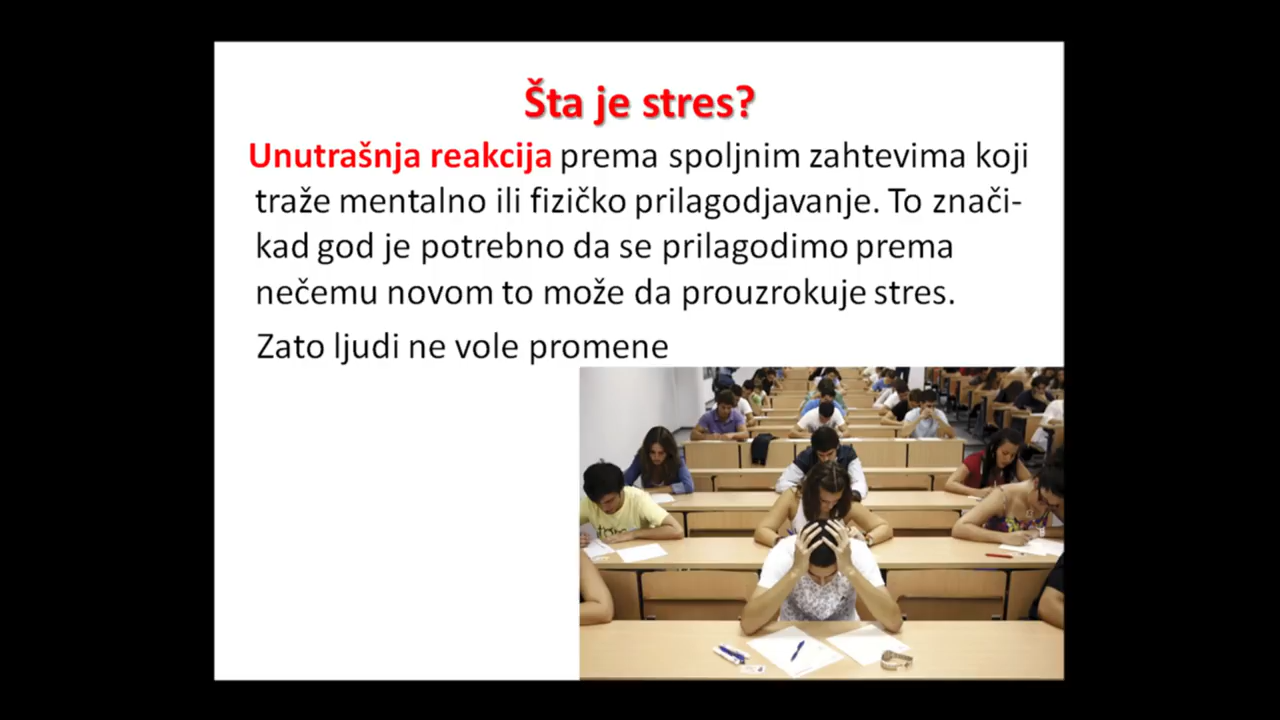 Šta je stres?
Unutrašnja reakcija prema spoljnim zahtevima koji
traže mentalno ili fizičko prilagodjavanje. To znači-
kad god je potrebno da se prilagodimo prema
nečemu novom to može da prouzrokuje stres.
Zato ljudi ne vole promene